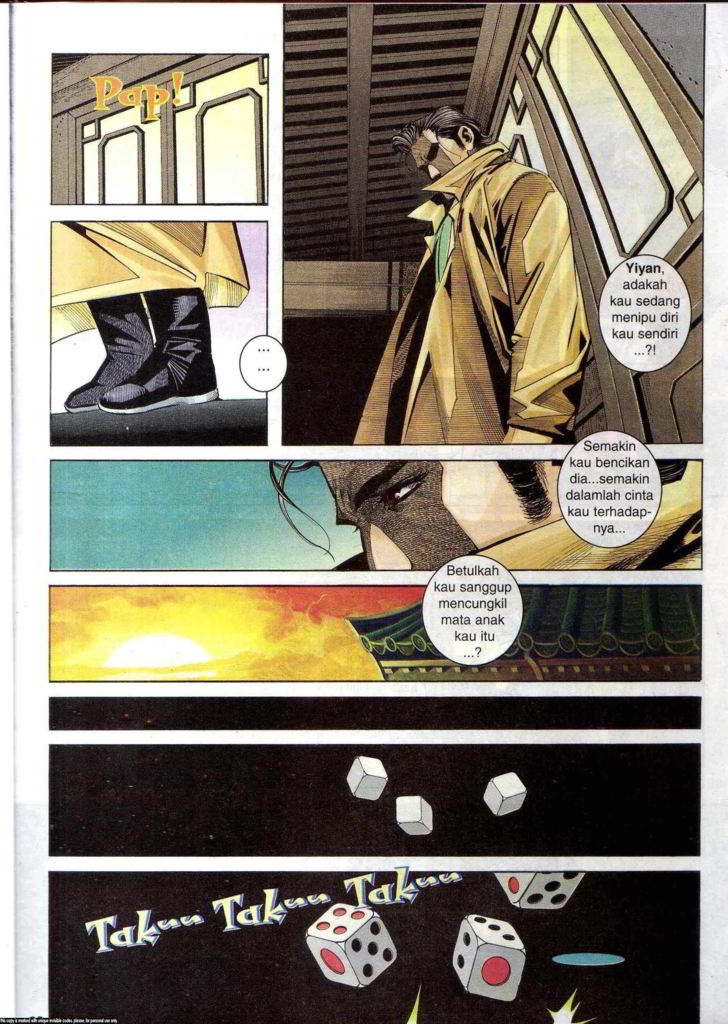 Pap!
...
...
Yiyan,
adakah
kau sedang
menipu diri
kau sendiri
...?!
Semakin
kau bencikan
dia...semakin
dalamlah cinta
kau terhadap-
nya...
Betulkah
kau sanggup
mencungkil
mata anak
kau itu
...?
Takuu Takuu Takuu